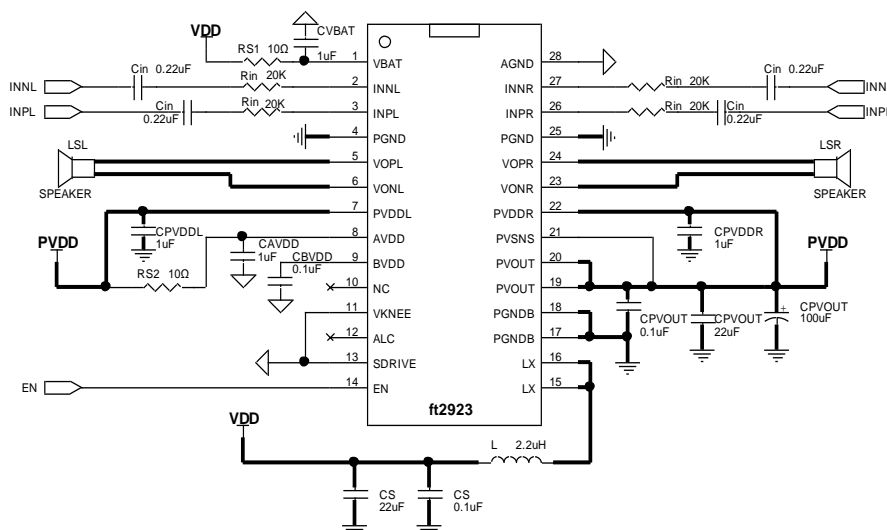 VDD
RS1 10Ω
CVBAT
1uF
1 VBAT
AGND 28
Cin 0.22uF
Rin 20K
INNL
2 INNL
INNR 27
Rin 20K
Cin 0.22uF
INPL
Cin
0.22uF
Rin 20K
3 INPL
INPR 26
Rin 20K
Cin
0.22uF
4 PGND
PGND 25
LSL
SPEAKER
5 VOPL
VOPR 24
LSR
SPEAKER
6 VONL
VONR 23
7 PVDDL
PVDDR 22
CPVDDL
1uF
8 AVDD
PVSNS 21
CPVDDR
1uF
PVDD
CAVDD
1uF
CBVDD
0.1uF
9 BVDD
PVOUT 20
PVDD
RS2 10Ω
10 NC
PVOUT 19
11 VKNEE
PGNDB 18
CPVOUT
0.1uF
CPVOUT
22uF
+
CPVOUT
100uF
12 ALC
PGNDB 17
13 SDRIVE
LX 16
EN
14 EN
LX 15
ft2923
VDD
L 2.2uH
CS
22uF
CS
0.1uF